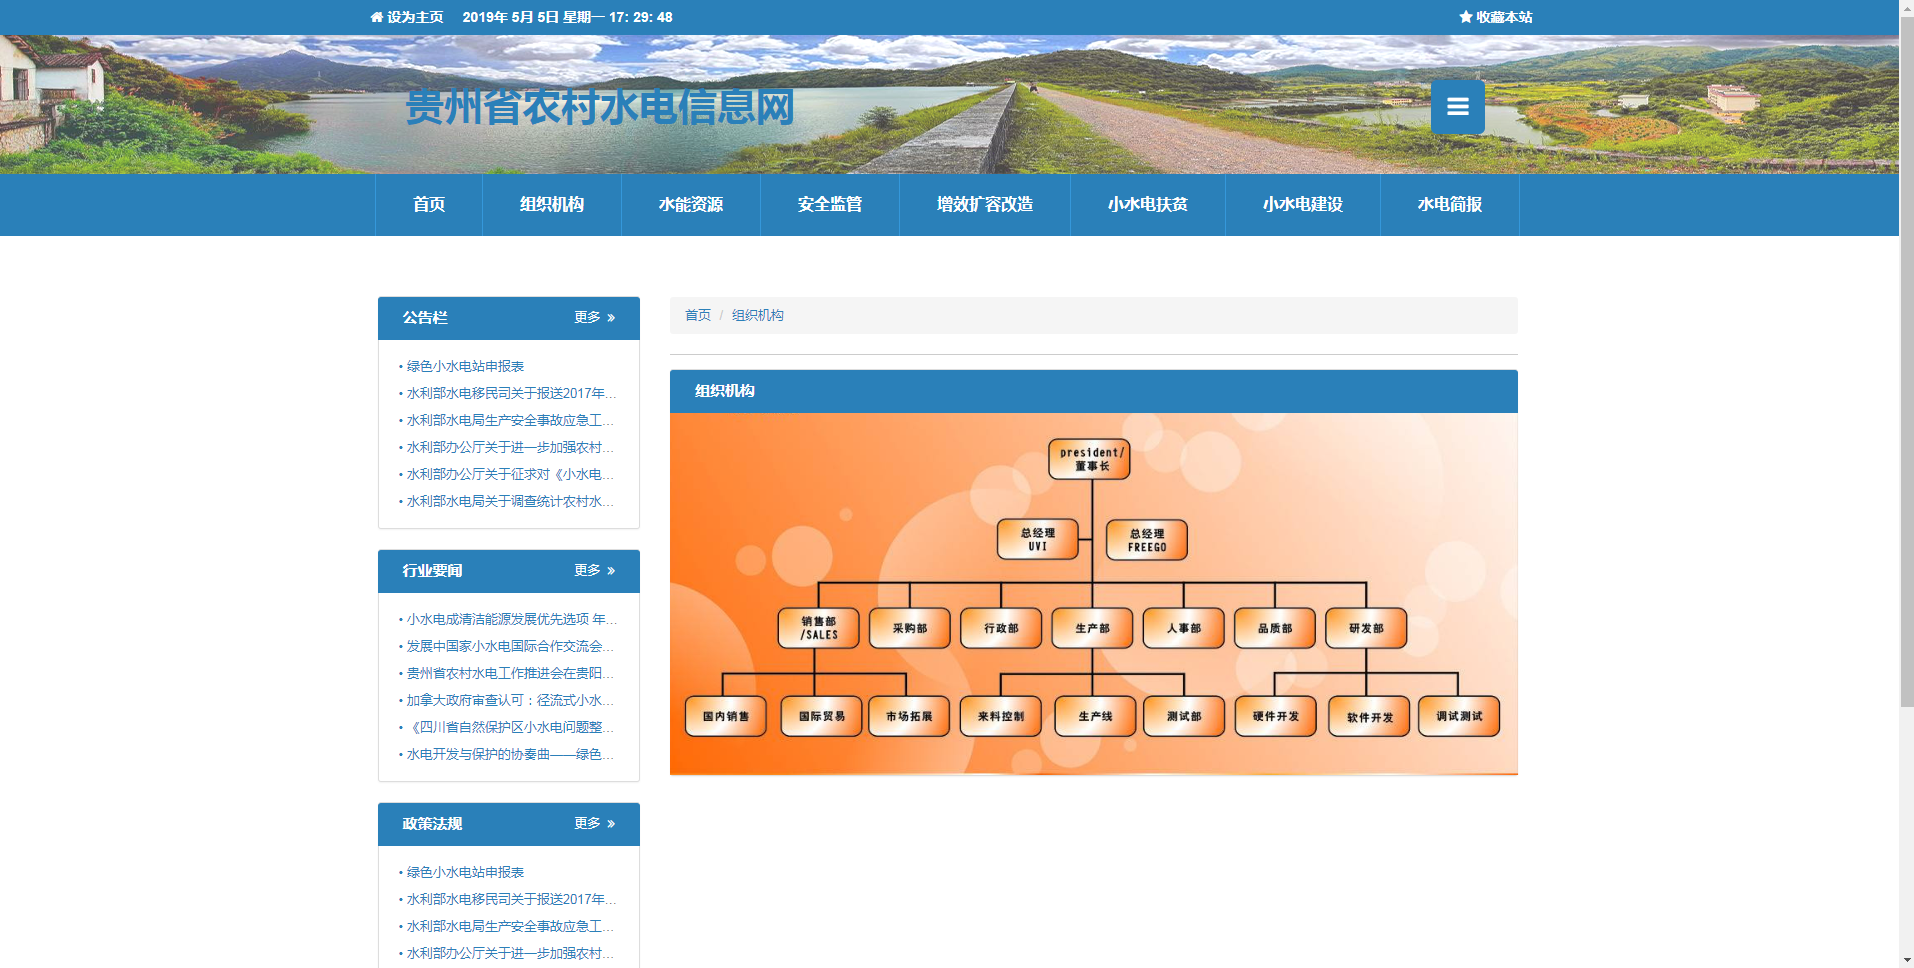 设为主页 2019年 5月 5日 星期一 17: 29: 48
收藏本站
贵州省农村水电信息网
首页 组织机构 水能资源 安全监管 增效扩容改造 小水电扶贫 小水电建设 水电简报
公告栏 更多 »
• 绿色小水电站申报表
• 水利部水电移民司关于报送2017年...
• 水利部水电局生产安全事故应急工...
• 水利部办公厅关于进一步加强农村...
• 水利部办公厅关于征求对《小水电...
• 水利部水电局关于调查统计农村水...
行业要闻 更多 »
• 小水电成清洁能源发展优先选项 年...
• 发展中国家小水电国际合作交流会...
• 贵州省农村水电工作推进会在贵阳...
• 加拿大政府审查认可：径流式小水...
• 《四川省自然保护区小水电问题整...
• 水电开发与保护的协奏曲——绿色...
政策法规 更多 »
• 绿色小水电站申报表
• 水利部水电移民司关于报送2017年...
• 水利部水电局生产安全事故应急工...
• 水利部办公厅关于进一步加强农村...
首页 / 组织机构
组织机构
president/
董事长
总经理
UVI
总经理
FREEGO
销售部
/SALES
采购部
行政部
生产部
人事部
品质部
研发部
国内销售
国际贸易
市场拓展
来料控制
生产线
测试部
硬件开发
软件开发
调试测试